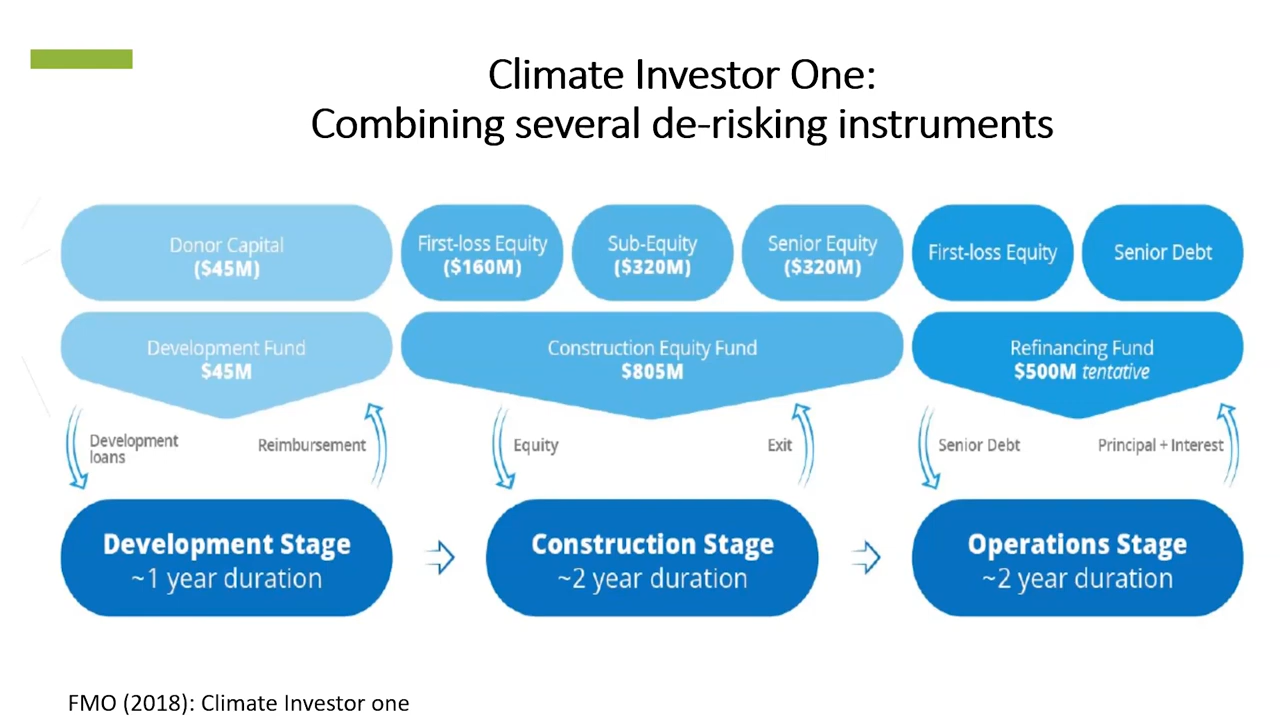 Climate Investor One:
Combining several de-risking instruments
Donor Capital
($45M)
First-loss Equity
($160M)
Sub-Equity
($320M)
Senior Equity
($320M)
First-loss Equity
Senior Debt
Development Fund
$45M
Construction Equity Fund
$805M
Refinancing Fund
$500M tentative
Development
loans
Reimbursement
Equity
Exit
Senior Debt
Principal + Interest
Development Stage
~1 year duration
Construction Stage
~2 year duration
Operations Stage
~2 year duration
FMO (2018): Climate Investor one